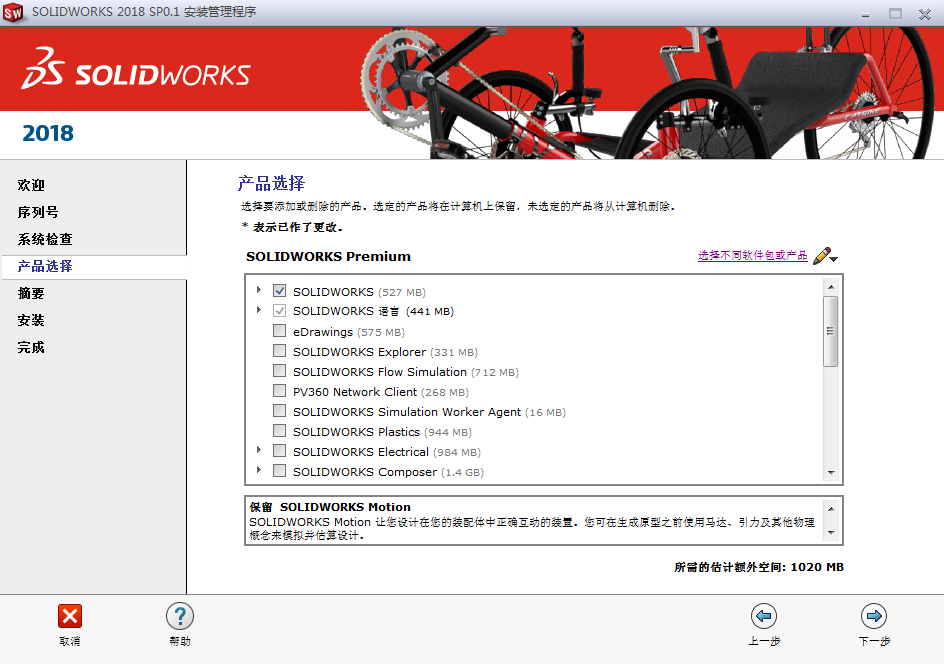 SOLIDWORKS 2018 SP0.1 安装管理程序
SOLIDWORKS
2018
CATRIKE
欢迎
序列号
系统检查
产品选择
摘要
安装
完成
产品选择
选择要添加或删除的产品。选定的产品将在计算机上保留，未选定的产品将从计算机删除。
* 表示已作了更改。
SOLIDWORKS Premium
选择不同软件包或产品
SOLIDWORKS (527 MB)
SOLIDWORKS 语言 (441 MB)
eDrawings (575 MB)
SOLIDWORKS Explorer (331 MB)
SOLIDWORKS Flow Simulation (712 MB)
PV360 Network Client (268 MB)
SOLIDWORKS Simulation Worker Agent (16 MB)
SOLIDWORKS Plastics (944 MB)
SOLIDWORKS Electrical (984 MB)
SOLIDWORKS Composer (1.4 GB)
保留 SOLIDWORKS Motion
SOLIDWORKS Motion 让您设计在您的装配体中正确互动的装置。您可在生成原型之前使用马达、引力及其他物理
概念来模拟并估算设计。
所需的估计额外空间: 1020 MB
取消
帮助
上一步
下一步